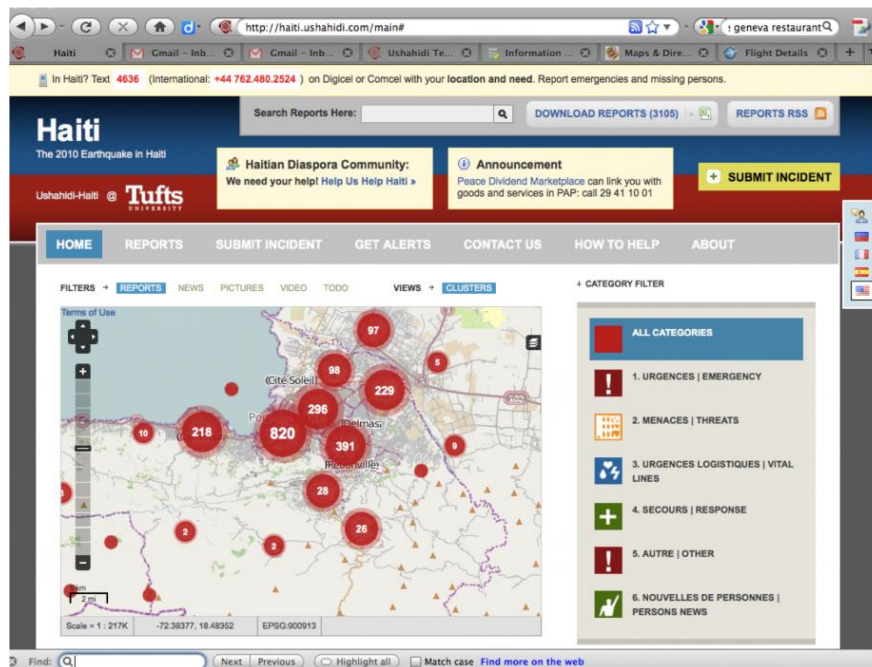 http://haiti.ushahidi.com/main#
: geneva restaurant
Haiti
Gmail – Inb...
Gmail – Inb...
Ushahidi Te...
Information ...
Maps & Dire...
Flight Details
In Haiti? Text 4636 (International: +44 762.480.2524 ) on Digicel or Comcel with your location and need. Report emergencies and missing persons.
Search Reports Here:
DOWNLOAD REPORTS (3105)
REPORTS RSS
Haiti
The 2010 Earthquake in Haiti
Ushahidi-Haiti @ Tufts
UNIVERSITY
Haitian Diaspora Community:
We need your help! Help Us Help Haiti »
Announcement
Peace Dividend Marketplace can link you with
goods and services in PAP: call 29 41 10 01
+ SUBMIT INCIDENT
HOME REPORTS SUBMIT INCIDENT GET ALERTS CONTACT US HOW TO HELP ABOUT
FILTERS → REPORTS NEWS PICTURES VIDEO TODO VIEWS → CLUSTERS
Terms of Use
97
5
98
(Cité Soleil)
229
296
218
820
Delmas
10
391
9
28
26
2
2
2 mi
Scale = 1 : 217K -72.38377, 18.48352 EPSG:900913
↓ CATEGORY FILTER
ALL CATEGORIES
1. URGENCES | EMERGENCY
2. MENACES | THREATS
3. URGENCES LOGISTIQUES | VITAL
LINES
4. SECOURS | RESPONSE
5. AUTRE | OTHER
6. NOUVELLES DE PERSONNES |
PERSONS NEWS
Find: Next Previous Highlight all Match case Find more on the web